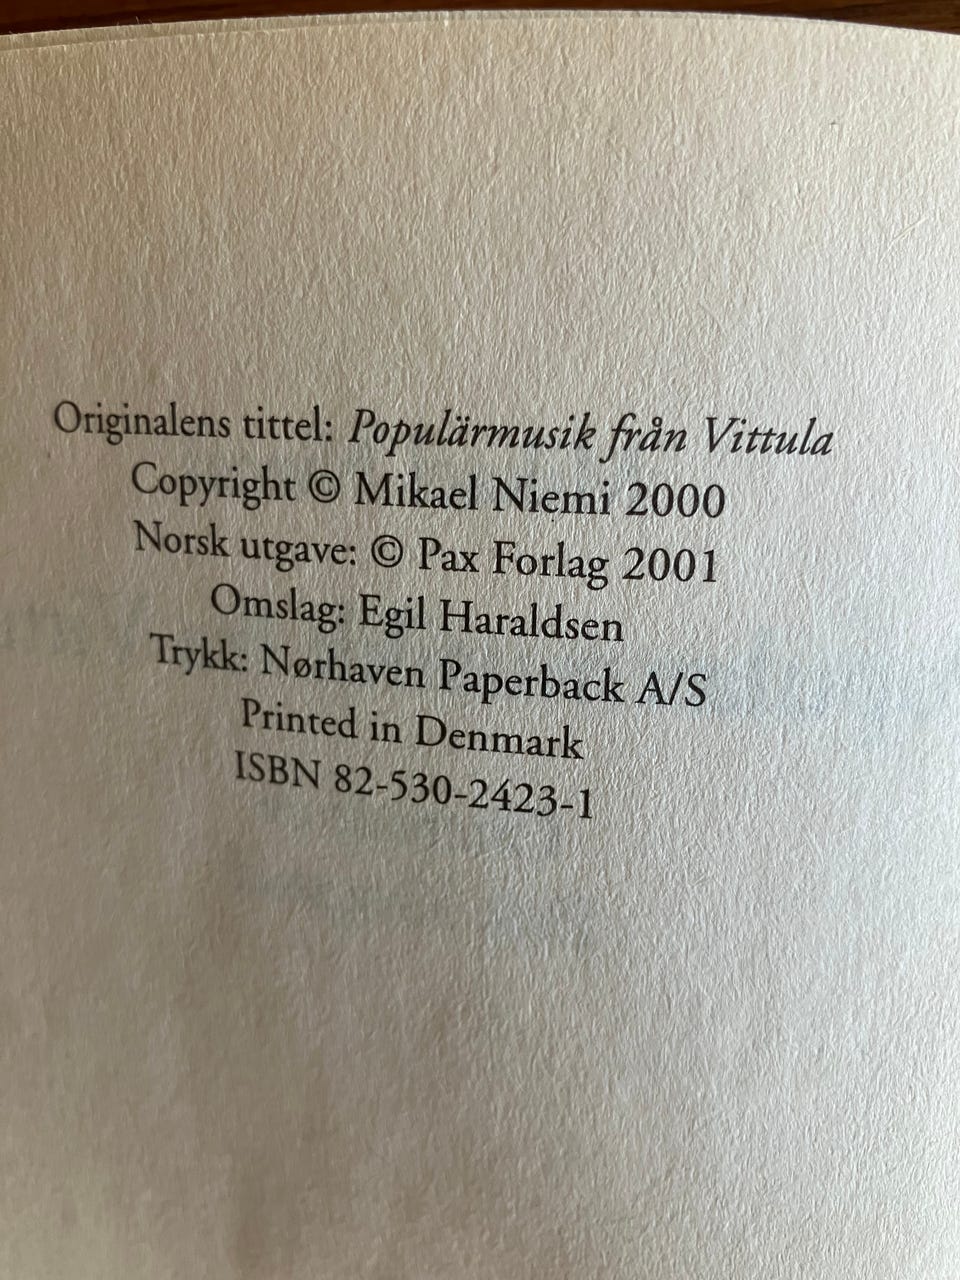 Originalens tittel: Populärmusik från Vittula
Copyright © Mikael Niemi 2000
Norsk utgave: © Pax Forlag 2001
Omslag: Egil Haraldsen
Trykk: Nørhaven Paperback A/S
Printed in Denmark
ISBN 82-530-2423-1